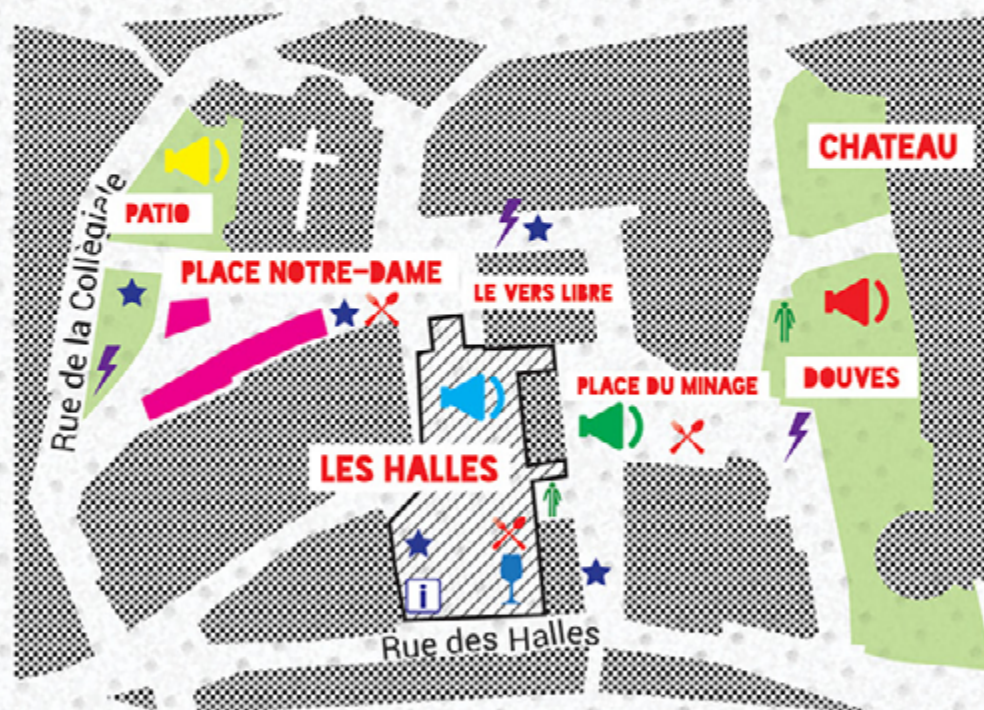 CHATEAU
PATIO
Rue de la Collègiale
PLACE NOTRE-DAME
LE VERS LIBRE
DOUVES
PLACE DU MINAGE
LES HALLES
i
Rue des Halles